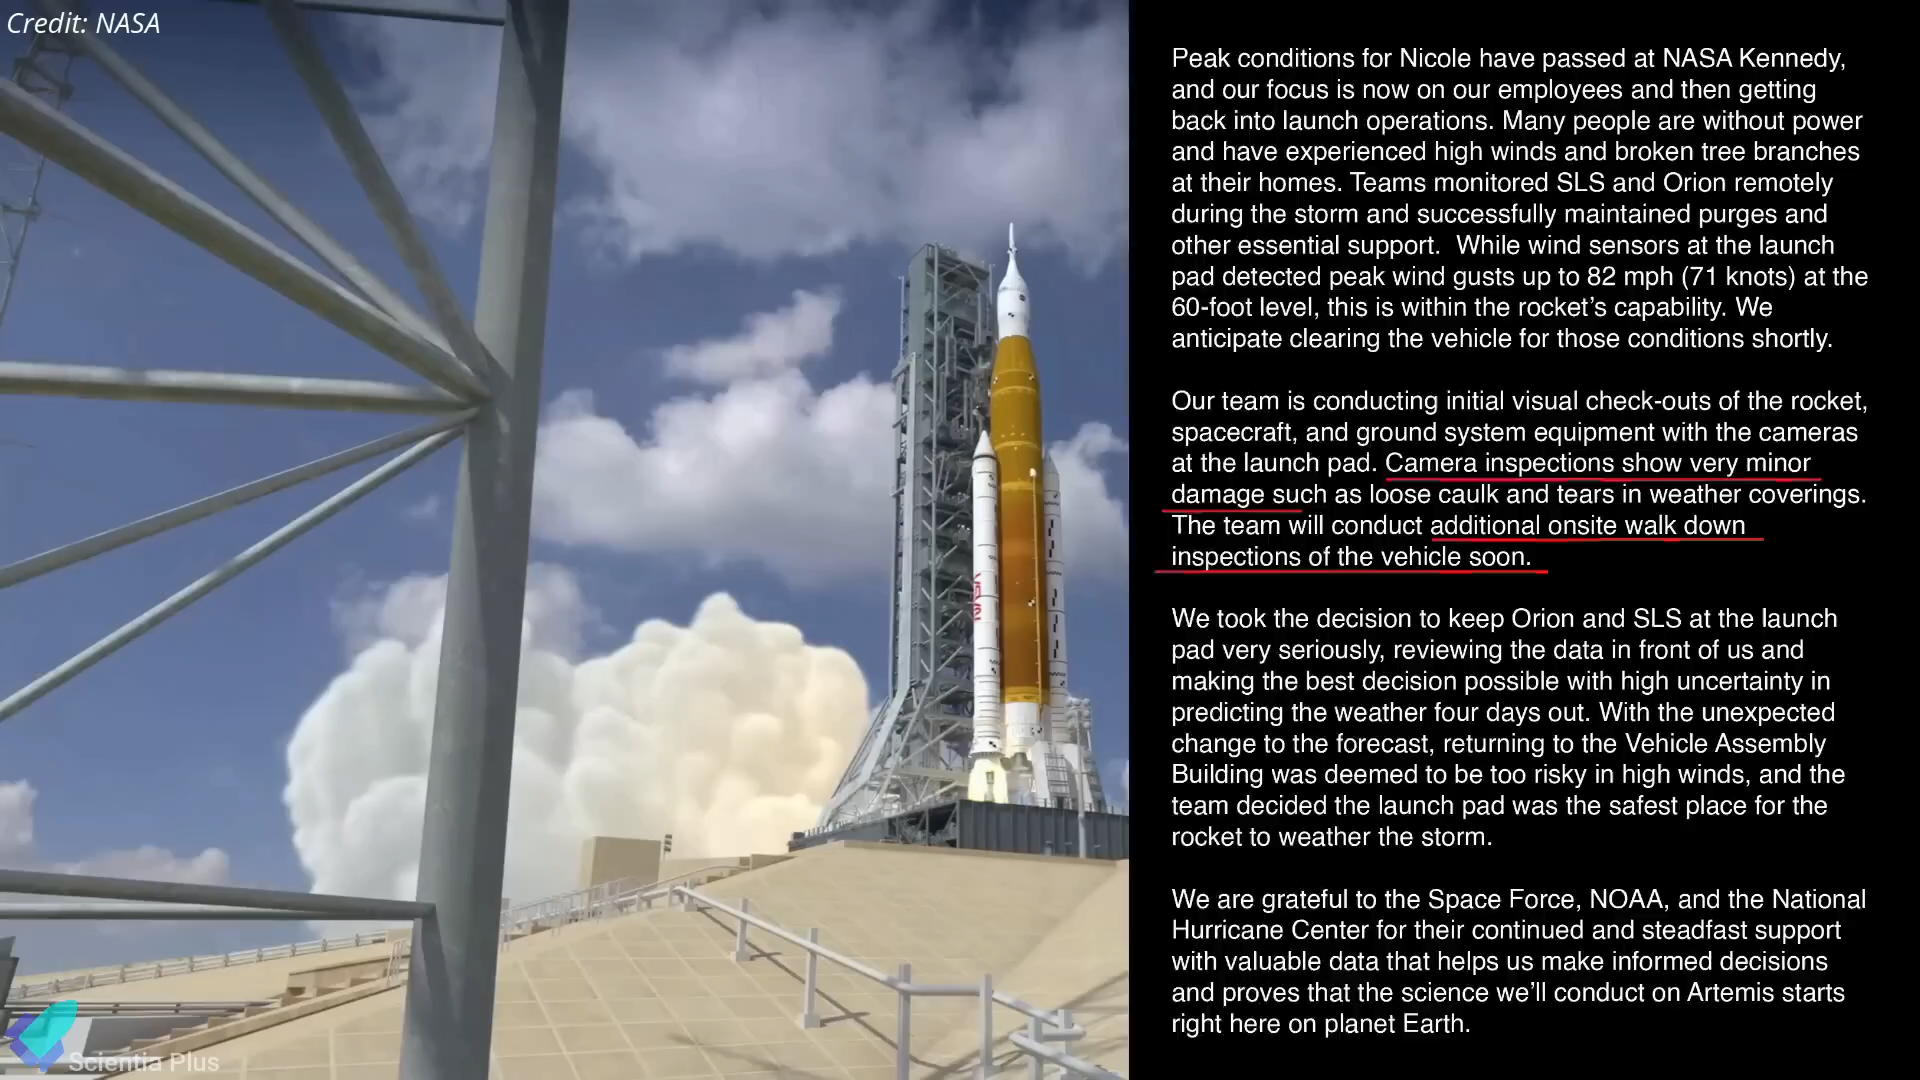 Credit: NASA
Peak conditions for Nicole have passed at NASA Kennedy,
and our focus is now on our employees and then getting
back into launch operations. Many people are without power
and have experienced high winds and broken tree branches
at their homes. Teams monitored SLS and Orion remotely
during the storm and successfully maintained purges and
other essential support.  While wind sensors at the launch
pad detected peak wind gusts up to 82 mph (71 knots) at the
60-foot level, this is within the rocket's capability. We
anticipate clearing the vehicle for those conditions shortly.
Our team is conducting initial visual check-outs of the rocket,
spacecraft, and ground system equipment with the cameras
at the launch pad. Camera inspections show very minor
damage such as loose caulk and tears in weather coverings.
The team will conduct additional onsite walk down
inspections of the vehicle soon.
We took the decision to keep Orion and SLS at the launch
pad very seriously, reviewing the data in front of us and
making the best decision possible with high uncertainty in
predicting the weather four days out. With the unexpected
change to the forecast, returning to the Vehicle Assembly
Building was deemed to be too risky in high winds, and the
team decided the launch pad was the safest place for the
rocket to weather the storm.
We are grateful to the Space Force, NOAA, and the National
Hurricane Center for their continued and steadfast support
with valuable data that helps us make informed decisions
and proves that the science we'll conduct on Artemis starts
right here on planet Earth.
NASA
Scientia Plus